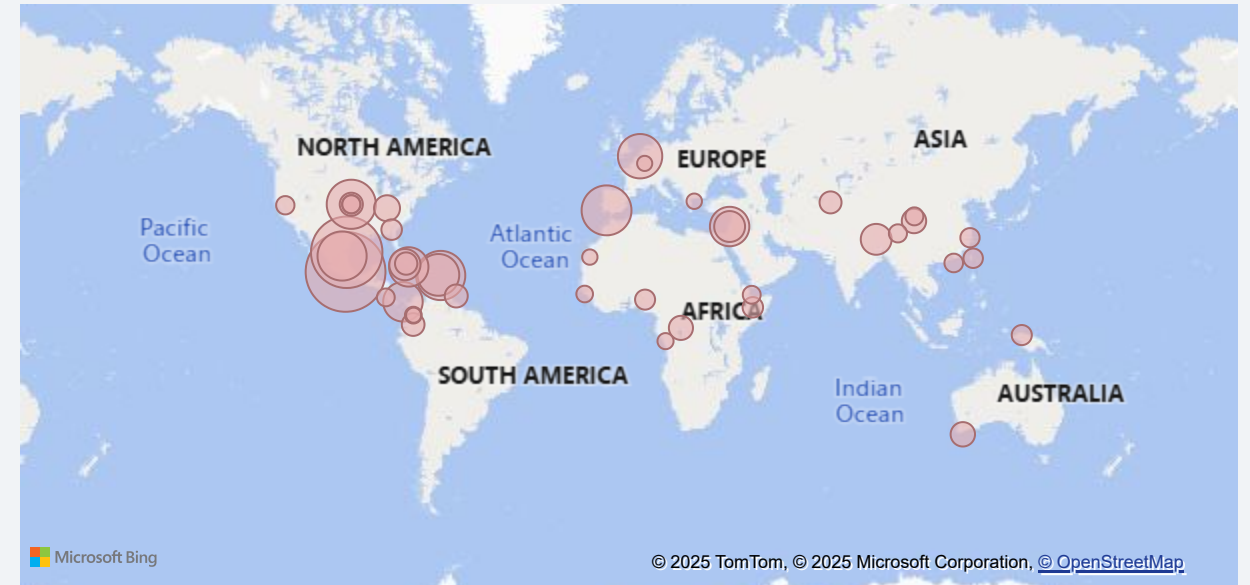 ASIA
NORTH AMERICA
EUROPE
Pacific
Ocean
Atlantic
Ocean
AFRICA
SOUTH AMERICA
Indian
Ocean
AUSTRALIA
Microsoft Bing
© 2025 TomTom, © 2025 Microsoft Corporation, © OpenStreetMap